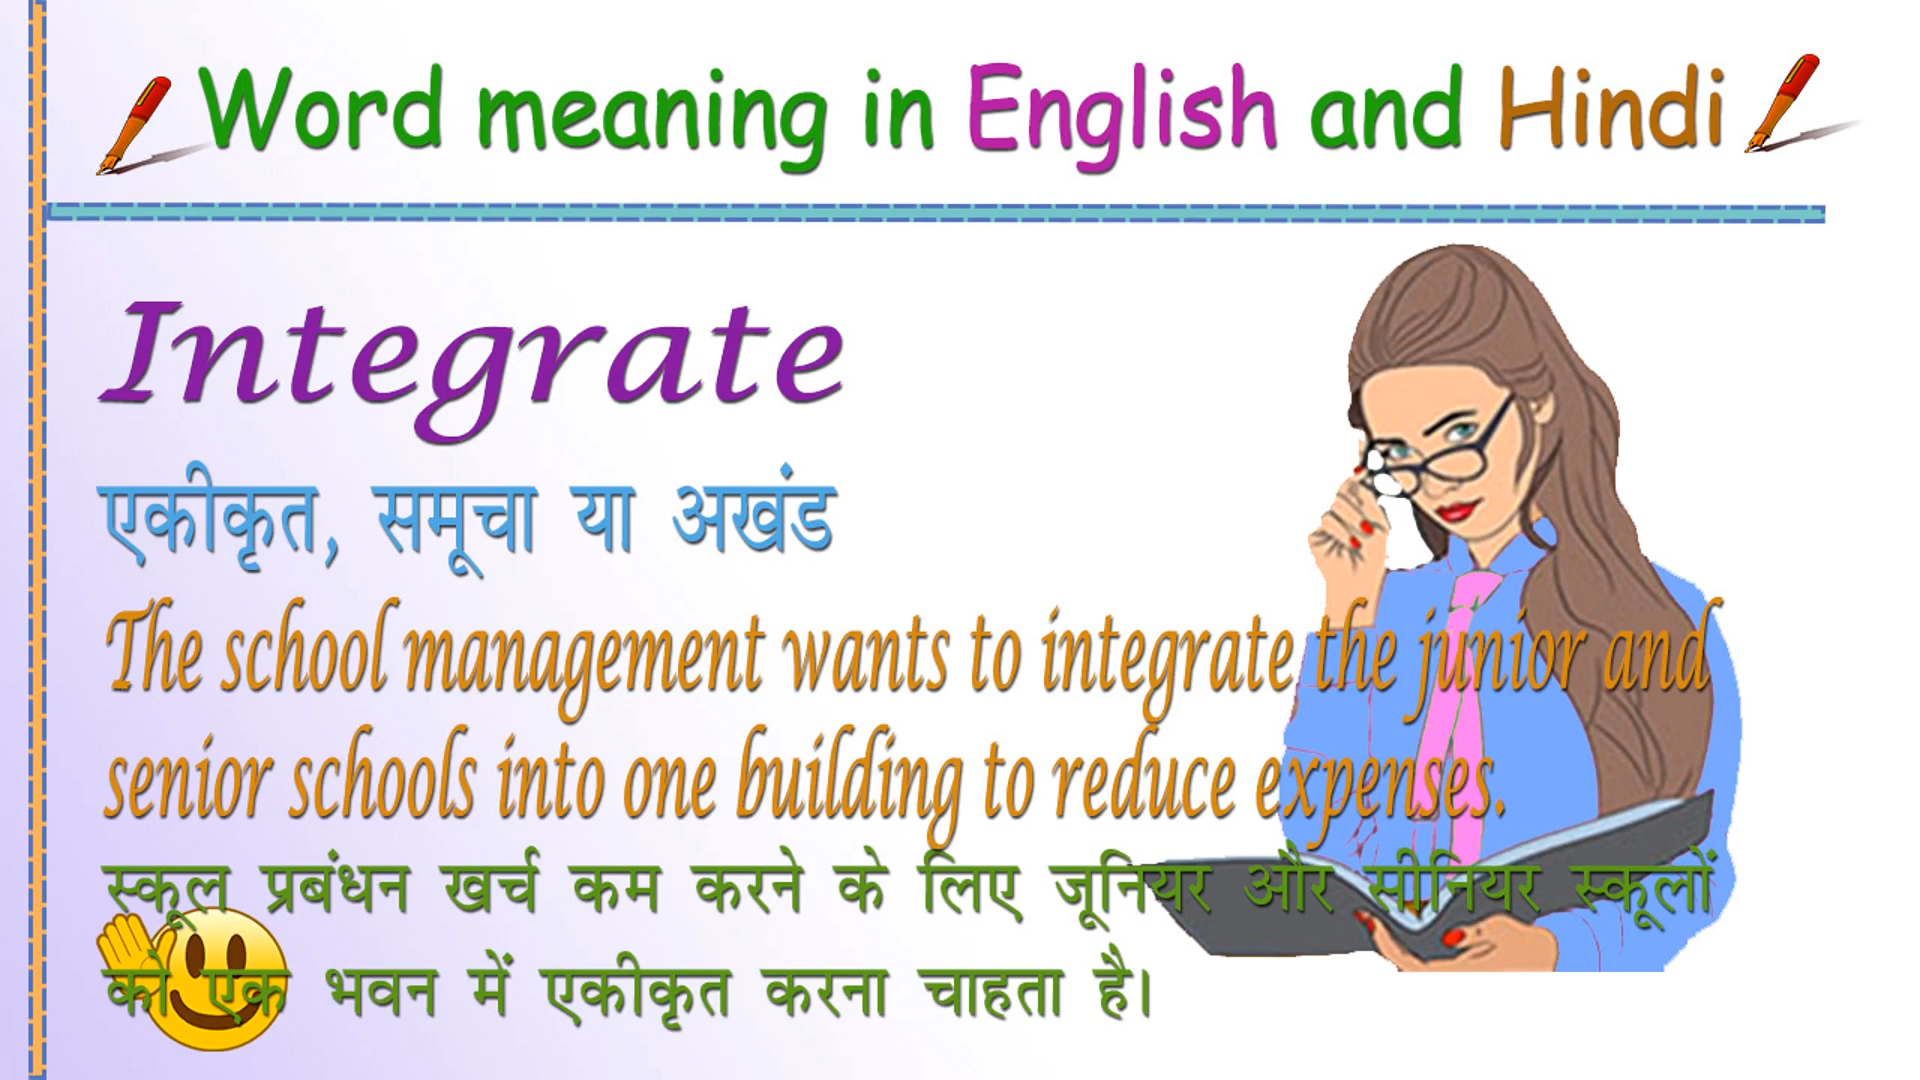 Word meaning in English and Hindi
Integrate
एकीकृत, समूचा या अखंड
The school management wants to integrate the junior and
senior schools into one building to reduce expenses.
स्कूल प्रबंधन खर्च कम करने के लिए जूनियर और सीनियर स्कूलों
को एक भवन में एकीकृत करना चाहता है।